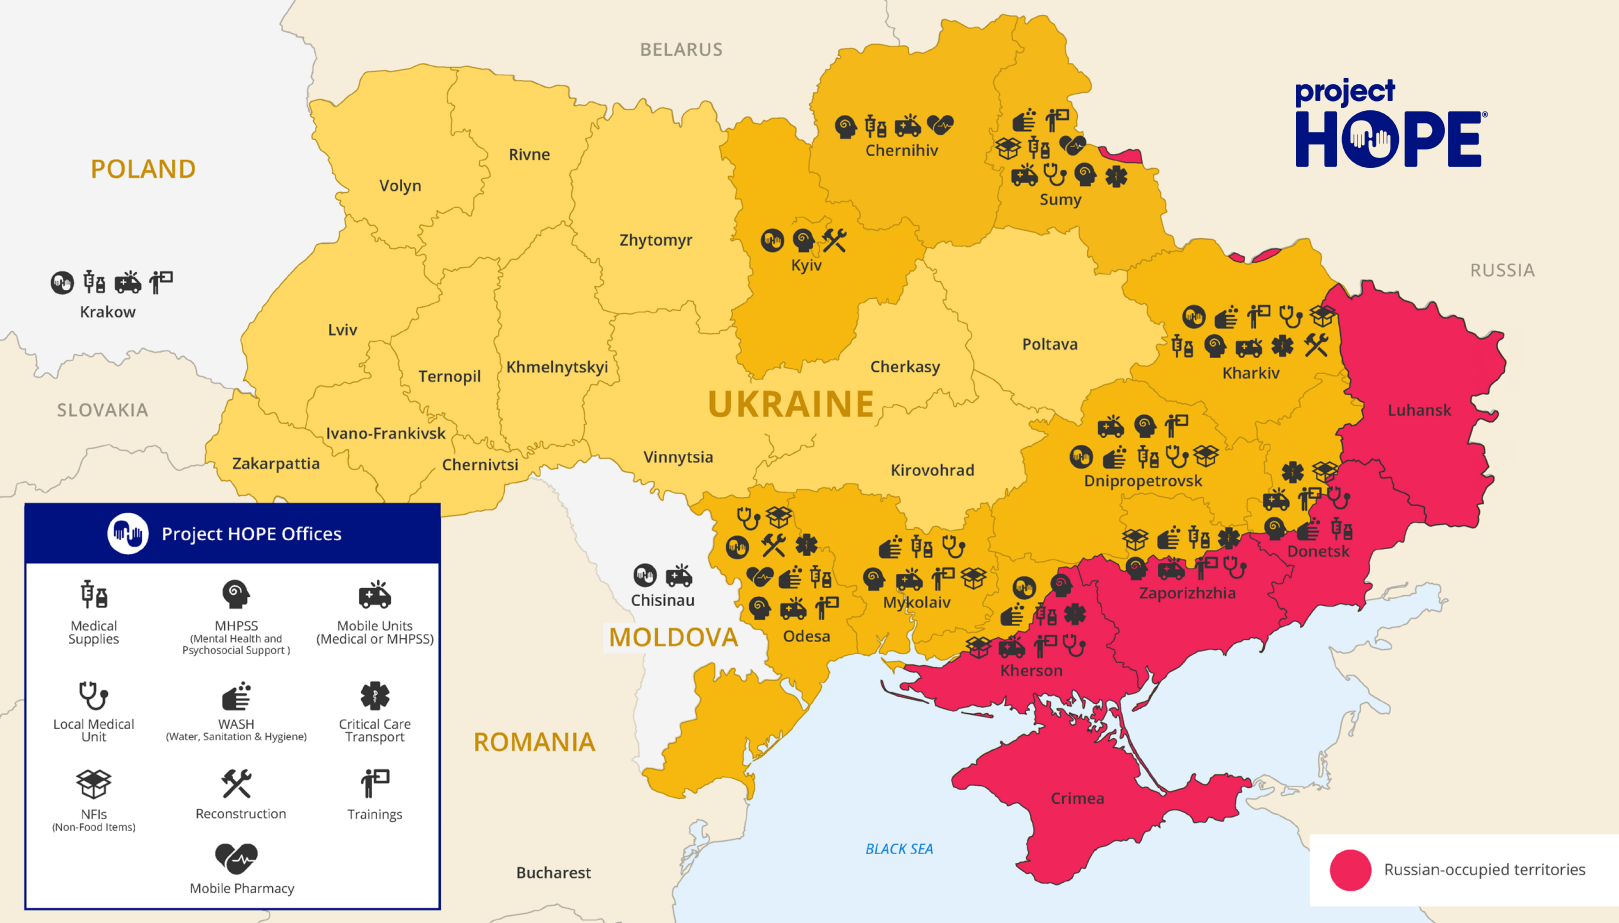 BELARUS
project
HOPE®
Chernihiv
Sumy
Rivne
POLAND
Volyn
Zhytomyr
Kyiv
RUSSIA
Krakow
Lviv
Poltava
Khmelnytskyi
Cherkasy
Ternopil
Kharkiv
UKRAINE
SLOVAKIA
Luhansk
Ivano-Frankivsk
Zakarpattia
Chernivtsi
Vinnytsia
Kirovohrad
Dnipropetrovsk
Donetsk
Chisinau
Mykolaiv
Zaporizhzhia
MOLDOVA
Odesa
Kherson
ROMANIA
Crimea
BLACK SEA
Bucharest
Project HOPE Offices
Medical
Supplies
MHPSS
(Mental Health and
Psychosocial Support )
Mobile Units
(Medical or MHPSS)
Local Medical
Unit
WASH
(Water, Sanitation & Hygiene)
Critical Care
Transport
NFIs
(Non-Food Items)
Reconstruction
Trainings
Mobile Pharmacy
Russian-occupied territories